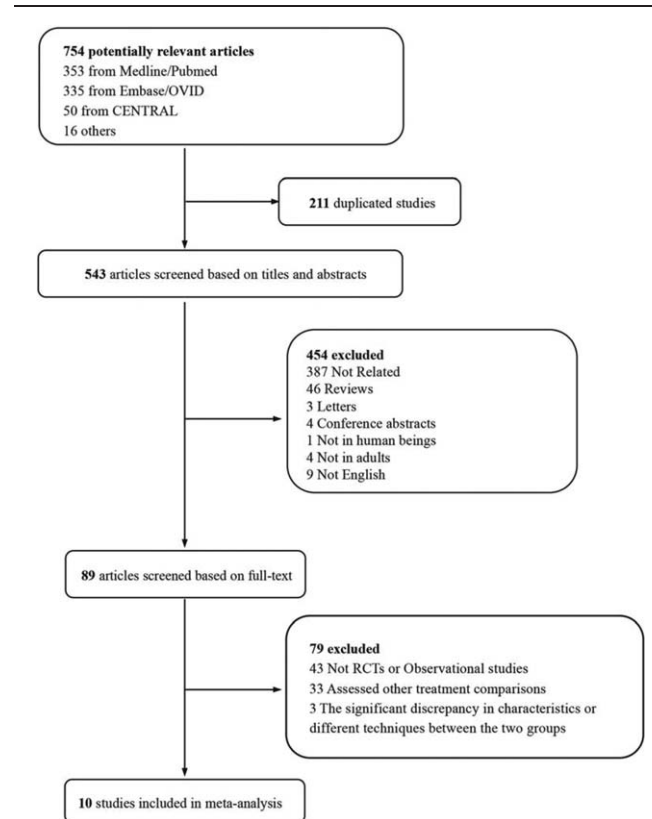 754 potentially relevant articles
353 from Medline/Pubmed
335 from Embase/OVID
50 from CENTRAL
16 others
211 duplicated studies
543 articles screened based on titles and abstracts
454 excluded
387 Not Related
46 Reviews
3 Letters
4 Conference abstracts
1 Not in human beings
4 Not in adults
9 Not English
89 articles screened based on full-text
79 excluded
43 Not RCTs or Observational studies
33 Assessed other treatment comparisons
3 The significant discrepancy in characteristics or
different techniques between the two groups
10 studies included in meta-analysis